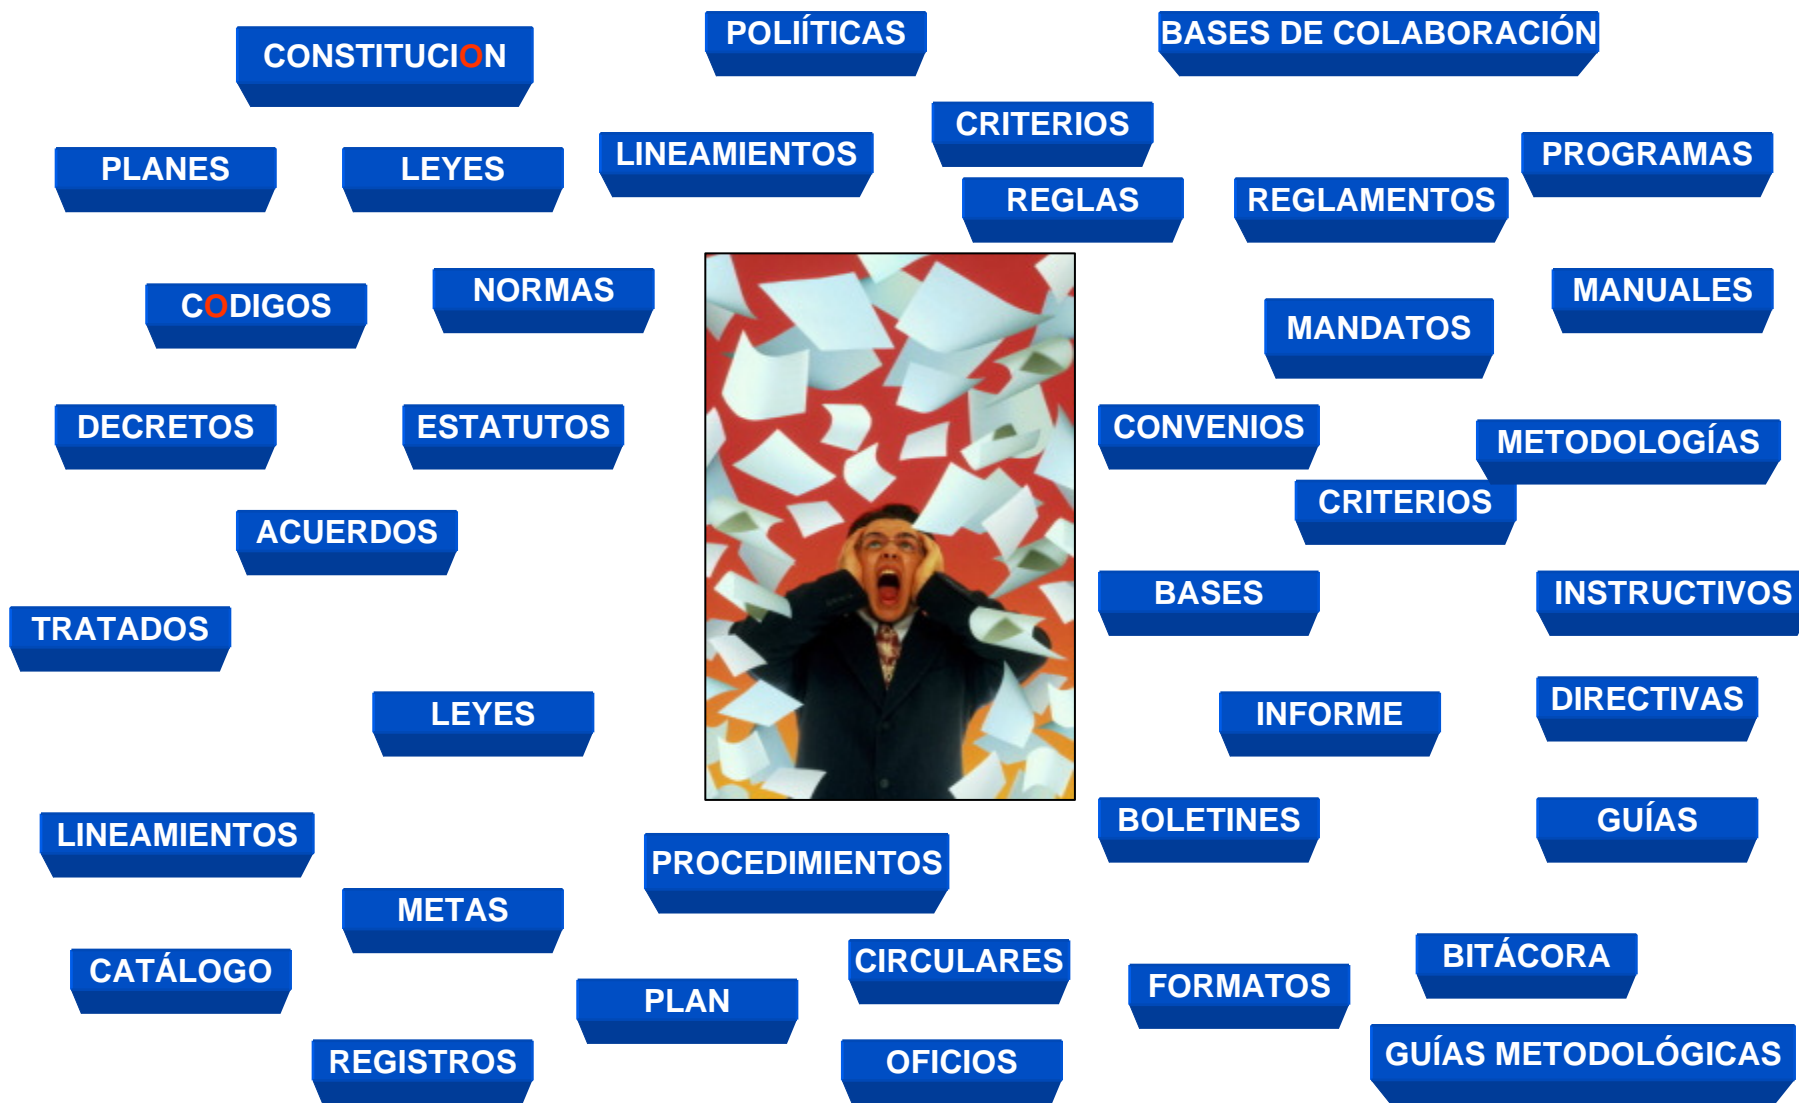 CONSTITUCION
POLIÍTICAS
BASES DE COLABORACIÓN
CRITERIOS
PLANES
LEYES
LINEAMIENTOS
PROGRAMAS
REGLAS
REGLAMENTOS
CODIGOS
NORMAS
MANUALES
MANDATOS
DECRETOS
ESTATUTOS
CONVENIOS
METODOLOGÍAS
CRITERIOS
ACUERDOS
BASES
INSTRUCTIVOS
TRATADOS
LEYES
INFORME
DIRECTIVAS
LINEAMIENTOS
BOLETINES
GUÍAS
PROCEDIMIENTOS
METAS
CATÁLOGO
CIRCULARES
BITÁCORA
PLAN
FORMATOS
REGISTROS
OFICIOS
GUÍAS METODOLÓGICAS